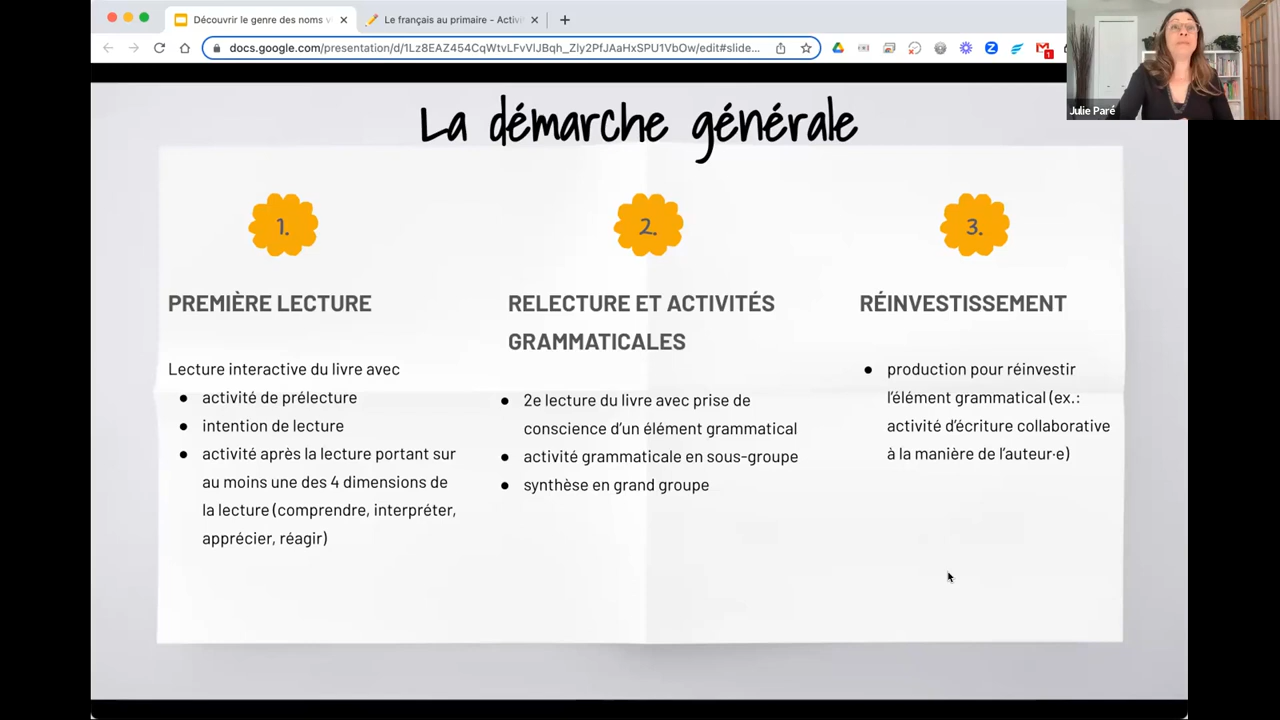 Découvrir le genre des noms
Le français au primaire - Activi
docs.google.com/presentation/d/1Lz8EAZ454CqWtvLFvVlJBqh_Zly2PfJAaHxSPU1VbOw/edit#slide...
1
Julie Paré
La démarche générale
1.
PREMIÈRE LECTURE
Lecture interactive du livre avec
● activité de prélecture
● intention de lecture
● activité après la lecture portant sur
au moins une des 4 dimensions de
la lecture (comprendre, interpréter,
apprécier, réagir)
2.
RELECTURE ET ACTIVITÉS
GRAMMATICALES
● 2e lecture du livre avec prise de
conscience d'un élément grammatical
● activité grammaticale en sous-groupe
● synthèse en grand groupe
3.
RÉINVESTISSEMENT
● production pour réinvestir
l'élément grammatical (ex.:
activité d'écriture collaborative
à la manière de l'auteur·e)